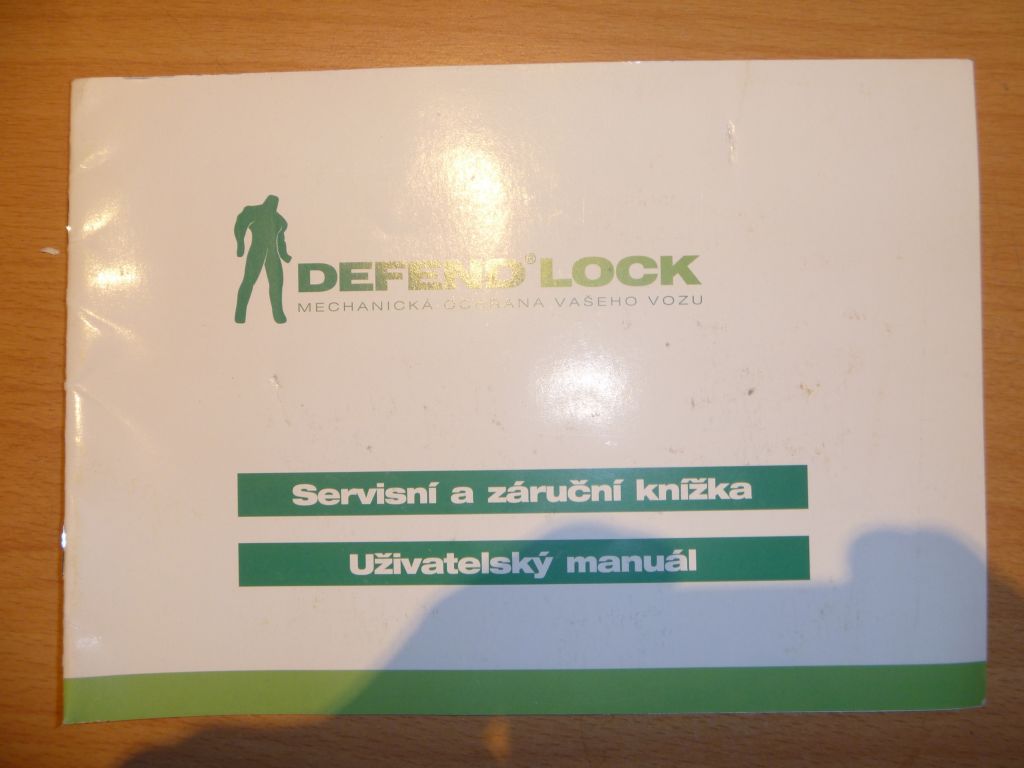 DEFEND® LOCK
MECHANICKÁ OCHRANA VAŠEHO VOZU
Servisní a záruční knížka
Uživatelský manuál